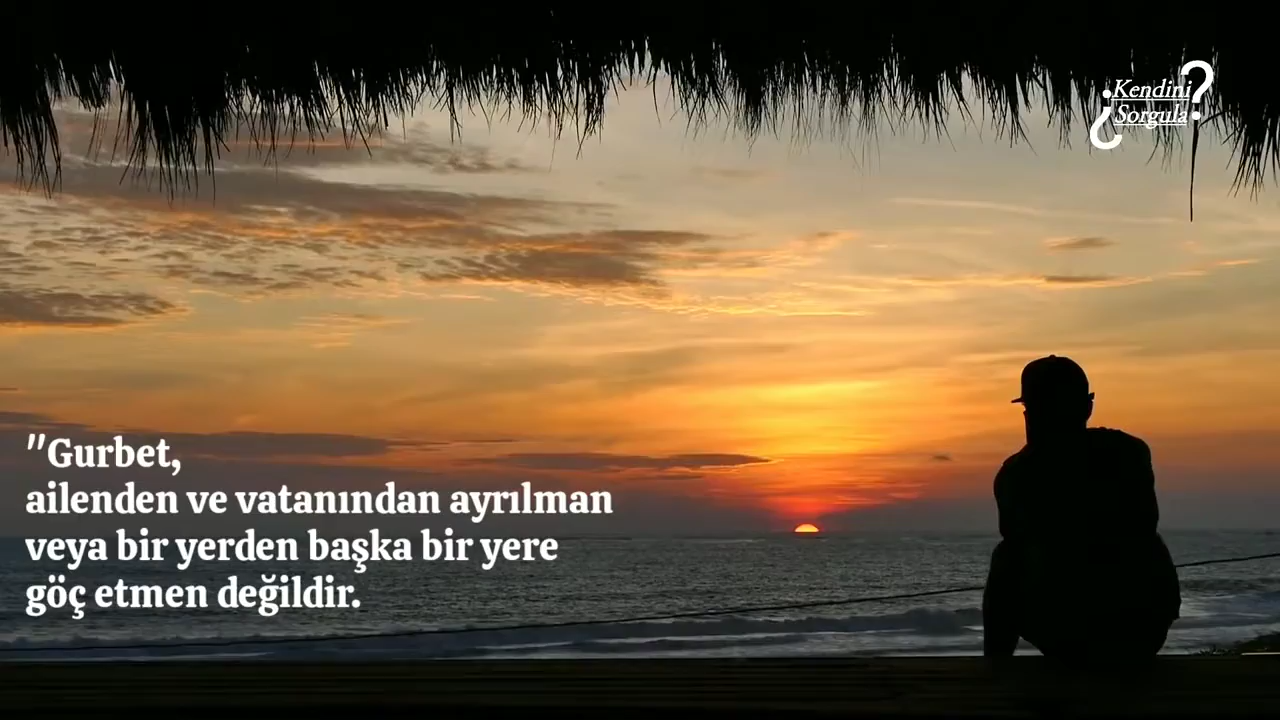 Kendini
Sorgula
"Gurbet,
ailenden ve vatanından ayrılman
veya bir yerden başka bir yere
göç etmen değildir.